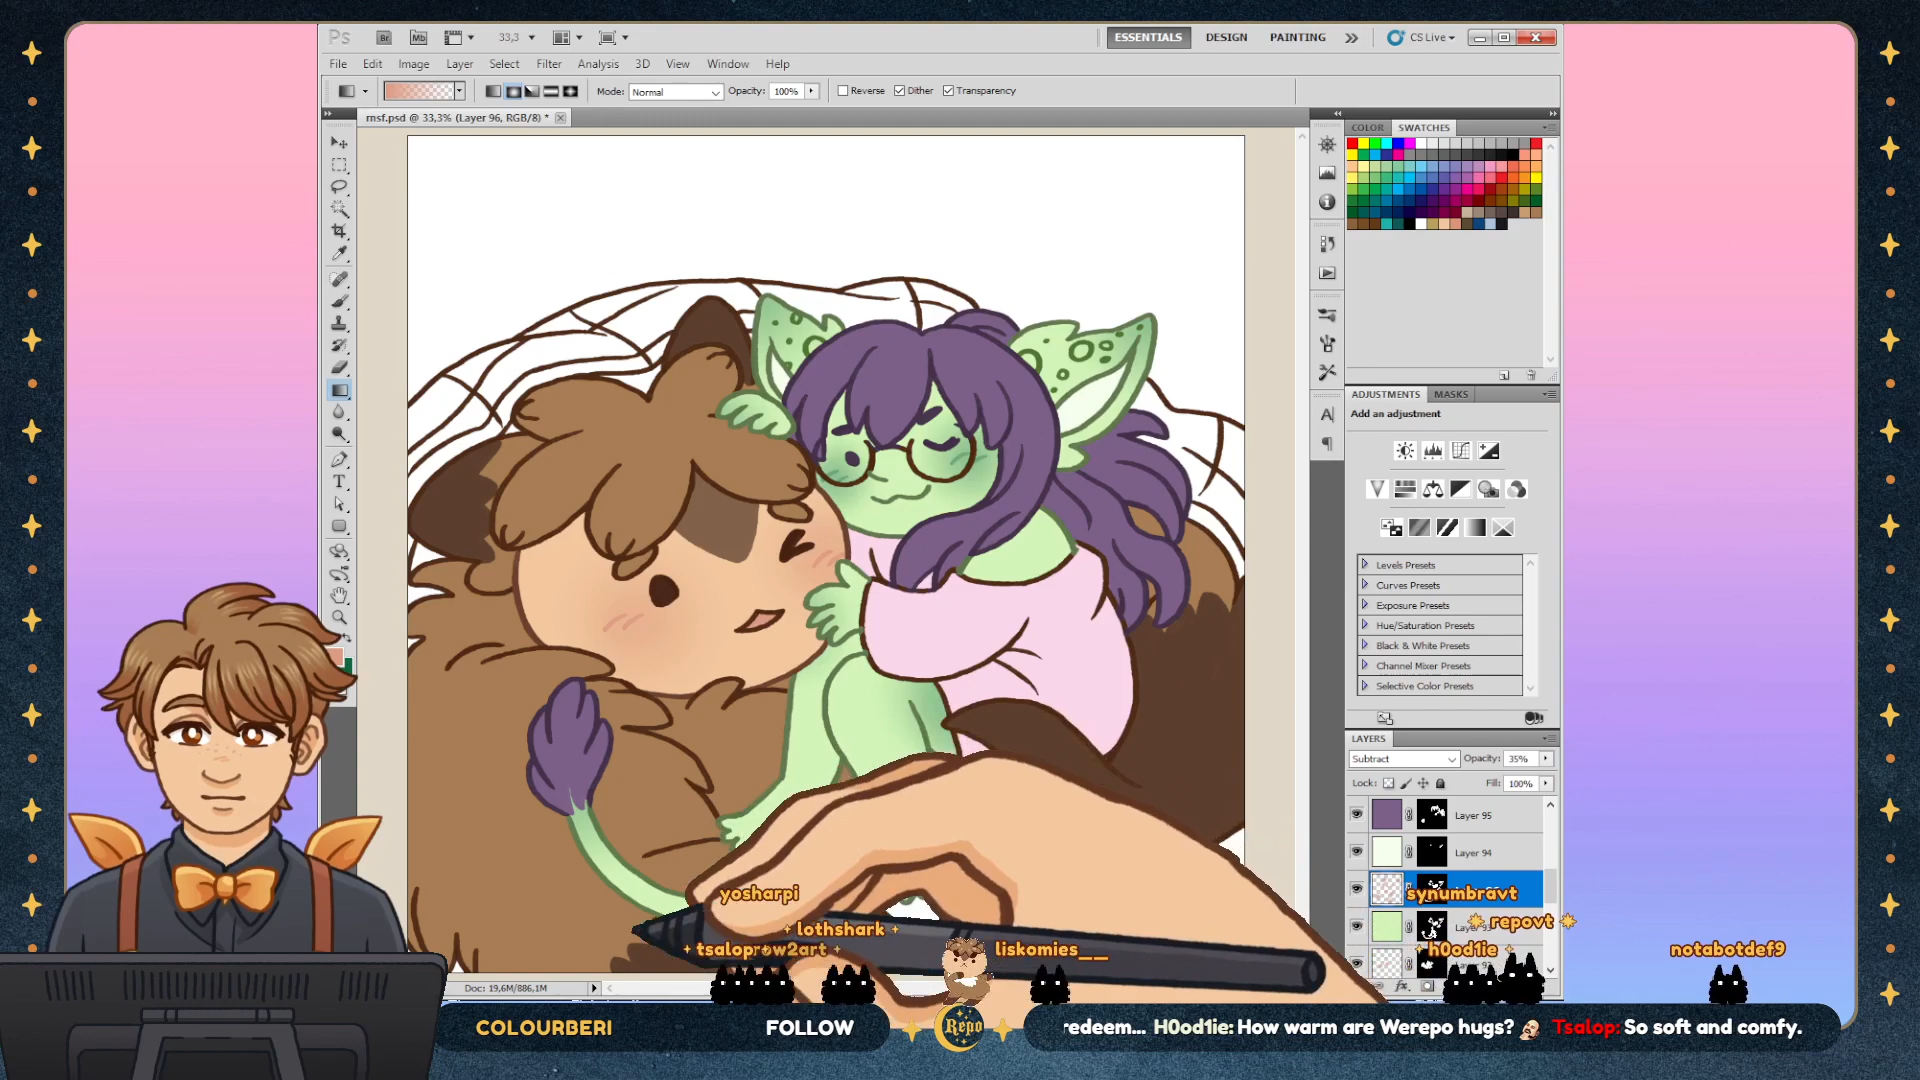 Ps
Br
Mb
33,3
ESSENTIALS
DESIGN
PAINTING
CS Live
File
Edit
Image
Layer
Select
Filter
Analysis
3D
View
Window
Help
Mode:
Normal
Opacity:
100%
Reverse
Dither
Transparency
rnsf.psd @ 33,3% (Layer 96, RGB/8) *
COLOR
SWATCHES
ADJUSTMENTS
MASKS
Add an adjustment
Levels Presets
Curves Presets
Exposure Presets
Hue/Saturation Presets
Black & White Presets
Channel Mixer Presets
Selective Color Presets
LAYERS
Subtract
Opacity: 35%
Lock:
Fill: 100%
Layer 95
Layer 94
fx.
Doc: 19,6M/886,1M
yosharpi
lothshark
tsaloprow2art
liskomies__
synumbravt
repovt
h0od1ie
notabotdef9
COLOURBERI
FOLLOW
Repo
redeem... H0od1ie: How warm are Werepo hugs? Tsalop: So soft and comfy.